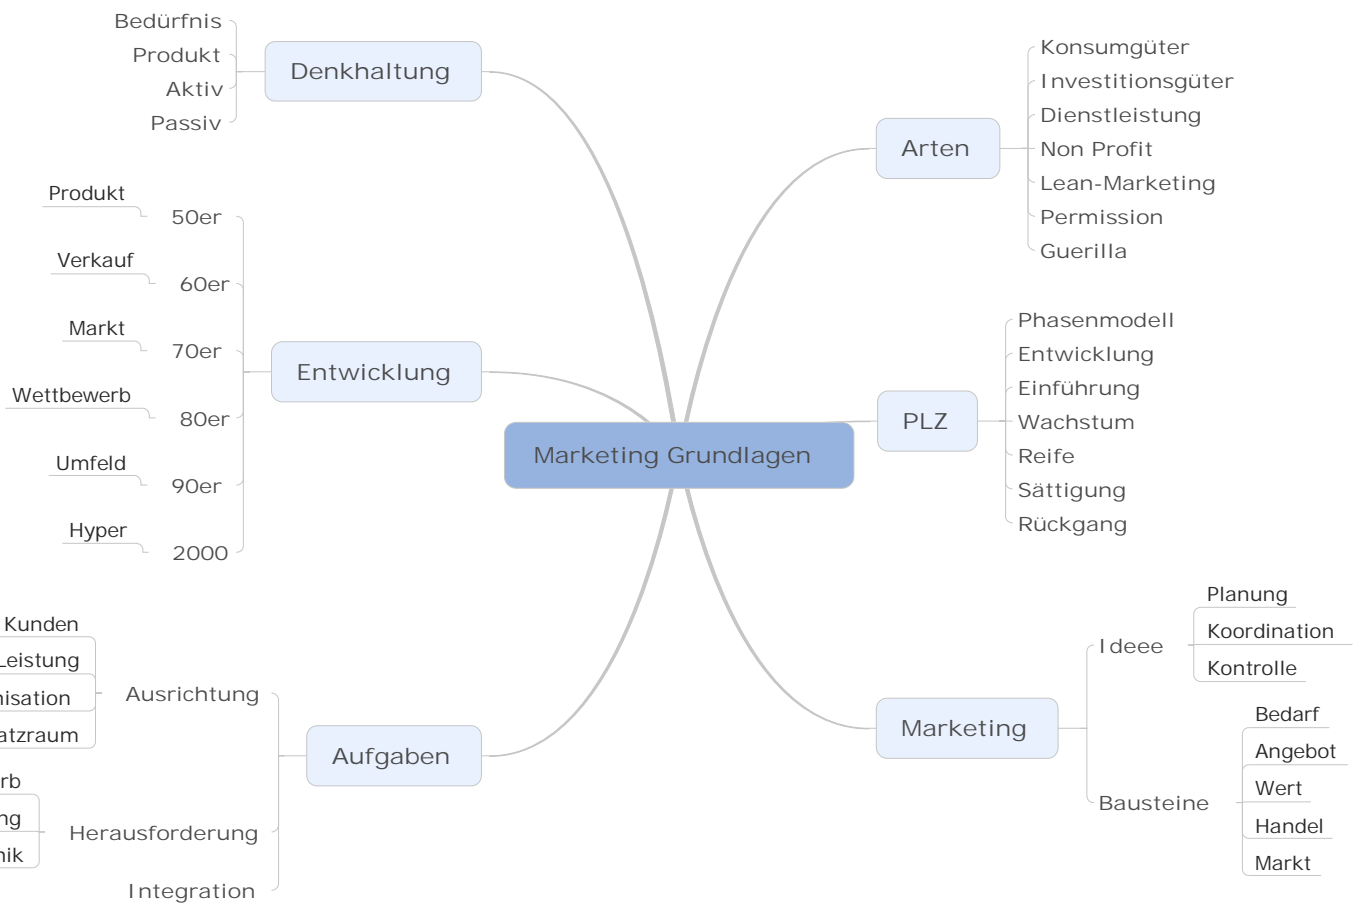 Marketing Grundlagen
Denkhaltung
Bedürfnis
Produkt
Aktiv
Passiv
Entwicklung
50er
Produkt
60er
Verkauf
70er
Markt
80er
Wettbewerb
90er
Umfeld
2000
Hyper
Aufgaben
Ausrichtung
Kunden
Leistung
Herausforderung
Integration
Arten
Konsumgüter
Investitionsgüter
Dienstleistung
Non Profit
Lean-Marketing
Permission
Guerilla
PLZ
Phasenmodell
Entwicklung
Einführung
Wachstum
Reife
Sättigung
Rückgang
Marketing
Ideee
Planung
Koordination
Kontrolle
Bausteine
Bedarf
Angebot
Wert
Handel
Markt